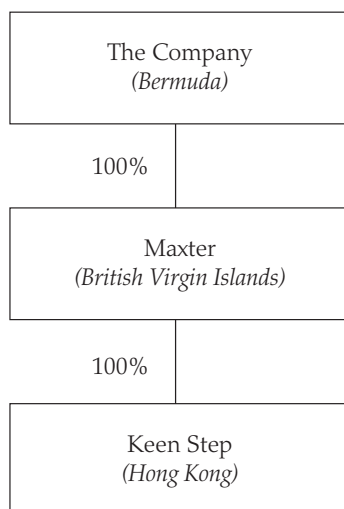 The Company
(Bermuda)
100%
Maxter
(British Virgin Islands)
100%
Keen Step
(Hong Kong)